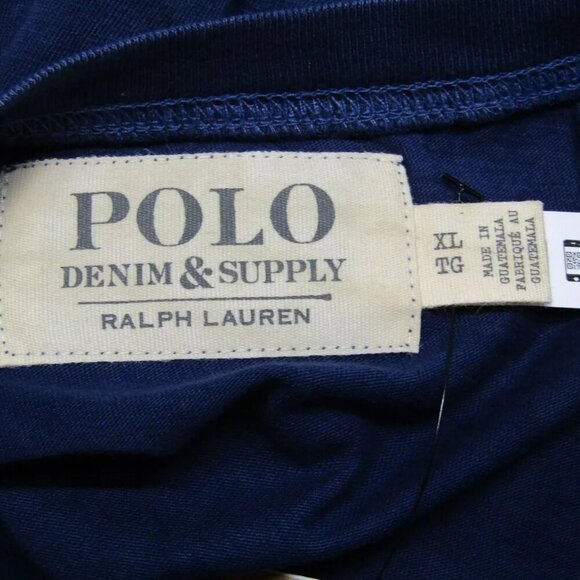 POLO
DENIM & SUPPLY
RALPH LAUREN
XL
TG
MADE IN
GUATEMALA
FABRIQUÉ AU
GUATEMALA